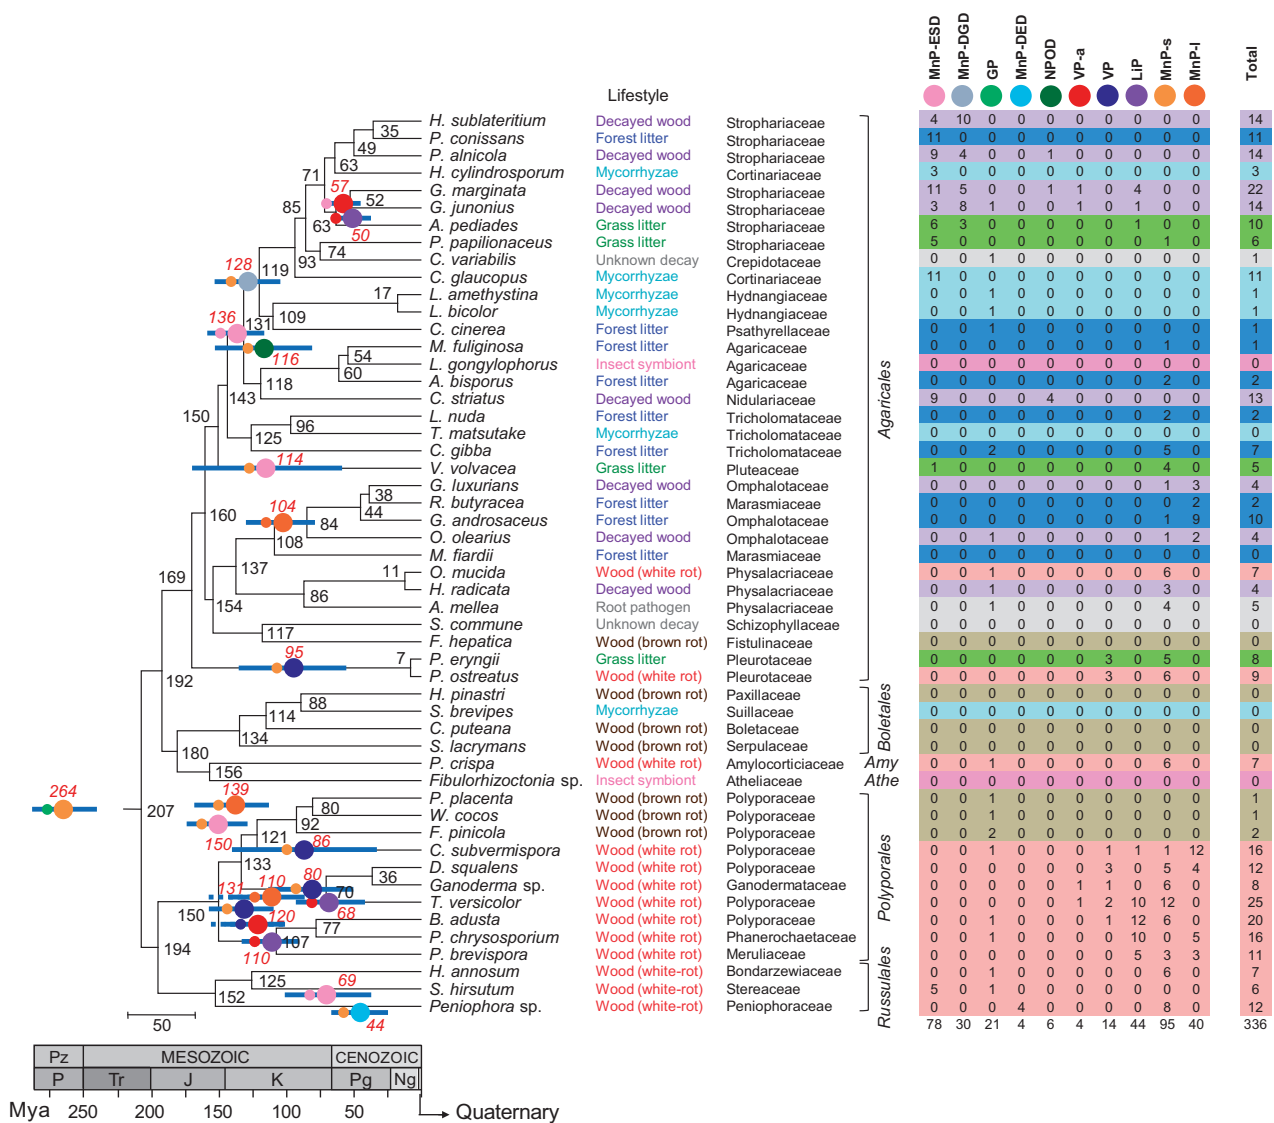 MnP-ESD MnP-DGD GP MnP-DED NPOD VP-a VP LiP MnP-s MnP-l Total
Lifestyle
H. sublateritium Decayed wood Strophariaceae 4 10 0 0 0 0 0 0 0 0 14
P. conissans Forest litter Strophariaceae 11 0 0 0 0 0 0 0 0 0 11
P. alnicola Decayed wood Strophariaceae 9 4 0 0 1 0 0 0 0 0 14
H. cylindrosporum Mycorrhyzae Cortinariaceae 3 0 0 0 0 0 0 0 0 0 3
G. marginata Decayed wood Strophariaceae 11 5 0 0 1 1 0 4 0 0 22
G. junonius Decayed wood Strophariaceae 3 8 1 0 0 1 0 1 0 0 14
A. pediades Grass litter Strophariaceae 6 3 0 0 0 0 0 1 0 0 10
P. papilionaceus Grass litter Strophariaceae 5 0 0 0 0 0 0 0 1 0 6
C. variabilis Unknown decay Crepidotaceae 0 0 1 0 0 0 0 0 0 0 1
C. glaucopus Mycorrhyzae Cortinariaceae 11 0 0 0 0 0 0 0 0 0 11
L. amethystina Mycorrhyzae Hydnangiaceae 0 0 1 0 0 0 0 0 0 0 1
L. bicolor Mycorrhyzae Hydnangiaceae 0 0 1 0 0 0 0 0 0 0 1
C. cinerea Forest litter Psathyrellaceae 0 0 1 0 0 0 0 0 0 0 1
M. fuliginosa Forest litter Agaricaceae 0 0 0 0 0 0 0 0 1 0 1
L. gongylophorus Insect symbiont Agaricaceae 0 0 0 0 0 0 0 0 0 0 0
A. bisporus Forest litter Agaricaceae 0 0 0 0 0 0 0 0 2 0 2
C. striatus Decayed wood Nidulariaceae 9 0 0 0 4 0 0 0 0 0 13
L. nuda Forest litter Tricholomataceae 0 0 0 0 0 0 0 0 2 0 2
T. matsutake Mycorrhyzae Tricholomataceae 0 0 0 0 0 0 0 0 0 0 0
C. gibba Forest litter Tricholomataceae 0 0 2 0 0 0 0 0 5 0 7
V. volvacea Grass litter Pluteaceae 1 0 0 0 0 0 0 0 4 0 5
G. luxurians Decayed wood Omphalotaceae 0 0 0 0 0 0 0 0 1 3 4
R. butyracea Forest litter Marasmiaceae 0 0 0 0 0 0 0 0 0 2 2
G. androsaceus Forest litter Omphalotaceae 0 0 0 0 0 0 0 0 1 9 10
O. olearius Decayed wood Omphalotaceae 0 0 1 0 0 0 0 0 1 2 4
M. fiardii Forest litter Marasmiaceae 0 0 0 0 0 0 0 0 0 0 0
O. mucida Wood (white rot) Physalacriaceae 0 0 1 0 0 0 0 0 6 0 7
H. radicata Decayed wood Physalacriaceae 0 0 1 0 0 0 0 0 3 0 4
A. mellea Root pathogen Physalacriaceae 0 0 1 0 0 0 0 0 4 0 5
S. commune Unknown decay Schizophyllaceae 0 0 0 0 0 0 0 0 0 0 0
F. hepatica Wood (brown rot) Fistulinaceae 0 0 0 0 0 0 0 0 0 0 0
P. eryngii Grass litter Pleurotaceae 0 0 0 0 0 0 3 0 5 0 8
P. ostreatus Wood (white rot) Pleurotaceae 0 0 0 0 0 0 3 0 6 0 9
H. pinastri Wood (brown rot) Paxillaceae 0 0 0 0 0 0 0 0 0 0 0
S. brevipes Mycorrhyzae Suillaceae 0 0 0 0 0 0 0 0 0 0 0
C. puteana Wood (brown rot) Boletaceae 0 0 0 0 0 0 0 0 0 0 0
S. lacrymans Wood (brown rot) Serpulaceae 0 0 0 0 0 0 0 0 0 0 0
P. crispa Wood (white rot) Amylocorticiaceae Amy 0 0 1 0 0 0 0 0 6 0 7
Fibulorhizoctonia sp. Insect symbiont Atheliaceae Athe 0 0 0 0 0 0 0 0 0 0 0
P. placenta Wood (brown rot) Polyporaceae 0 0 1 0 0 0 0 0 0 0 1
W. cocos Wood (brown rot) Polyporaceae 0 0 1 0 0 0 0 0 0 0 1
F. pinicola Wood (brown rot) Polyporaceae 0 0 2 0 0 0 0 0 0 0 2
C. subvermispora Wood (white rot) Polyporaceae 0 0 1 0 0 0 1 1 1 12 16
D. squalens Wood (white rot) Polyporaceae 0 0 0 0 0 0 3 0 5 4 12
Ganoderma sp. Wood (white rot) Ganodermataceae 0 0 0 0 0 1 1 0 6 0 8
T. versicolor Wood (white rot) Polyporaceae 0 0 0 0 0 1 2 10 12 0 25
B. adusta Wood (white rot) Polyporaceae 0 0 1 0 0 0 1 12 6 0 20
P. chrysosporium Wood (white rot) Phanerochaetaceae 0 0 1 0 0 0 0 10 0 5 16
P. brevispora Wood (white rot) Meruliaceae 0 0 0 0 0 0 0 5 3 3 11
H. annosum Wood (white-rot) Bondarzewiaceae 0 0 1 0 0 0 0 0 6 0 7
S. hirsutum Wood (white-rot) Stereaceae 5 0 1 0 0 0 0 0 0 0 6
Peniophora sp. Wood (white-rot) Peniophoraceae 0 0 0 4 0 0 0 0 8 0 12
78 30 21 4 6 4 14 44 95 40 336
Agaricales
Boletales
Polyporales
Russulales
35
49
63
71
57
52
85
63
50
74
93
128
119
17
136
131
109
116
54
60
118
143
150
96
125
114
38
104
44
160
84
108
137
11
169
86
154
117
95
7
192
88
114
134
180
156
264
139
207
80
92
121
150
86
133
80
36
131
110
70
150
120
68
77
107
194
110
125
69
152
44
50
Pz MESOZOIC CENOZOIC
P Tr J K Pg Ng
Mya 250 200 150 100 50 Quaternary